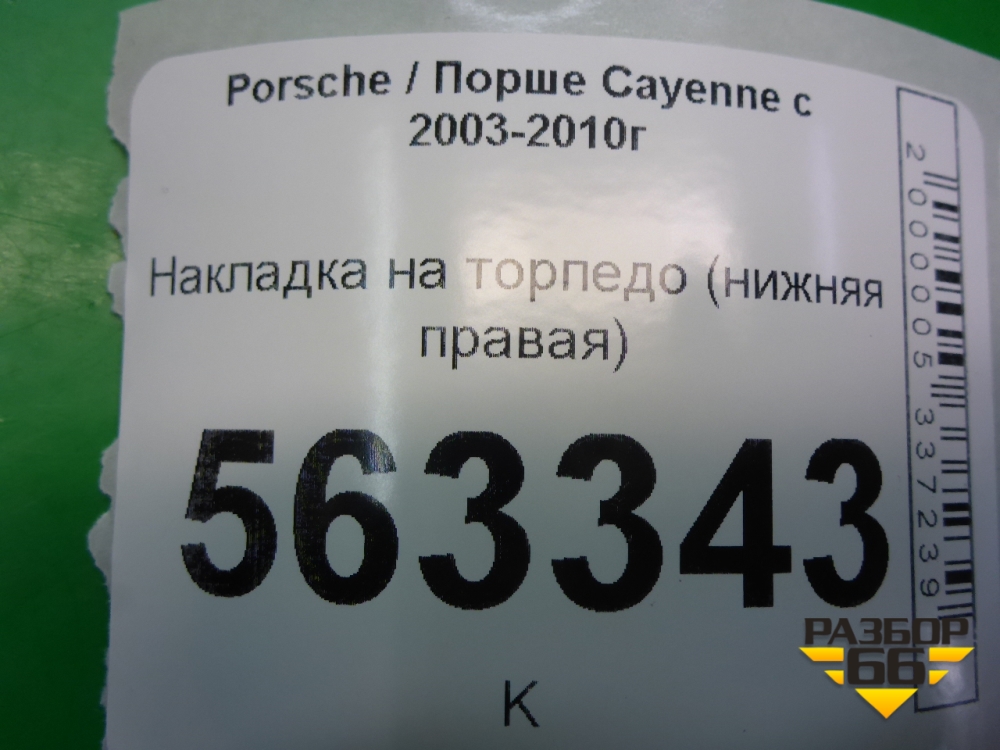 Porsche / Порше Cayenne с
2003-2010г
Накладка на торпедо (нижняя
правая)
563343
К
2000005337239
РАЗБОР
66